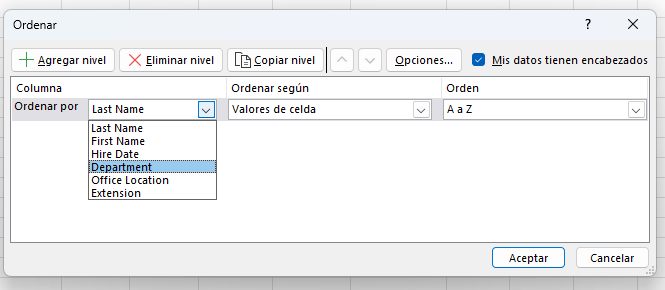 Ordenar ?
Agregar nivel Eliminar nivel Copiar nivel Opciones... Mis datos tienen encabezados
Columna Ordenar según Orden
Ordenar por Last Name Valores de celda A a Z
Last Name
First Name
Hire Date
Department
Office Location
Extension
Aceptar Cancelar